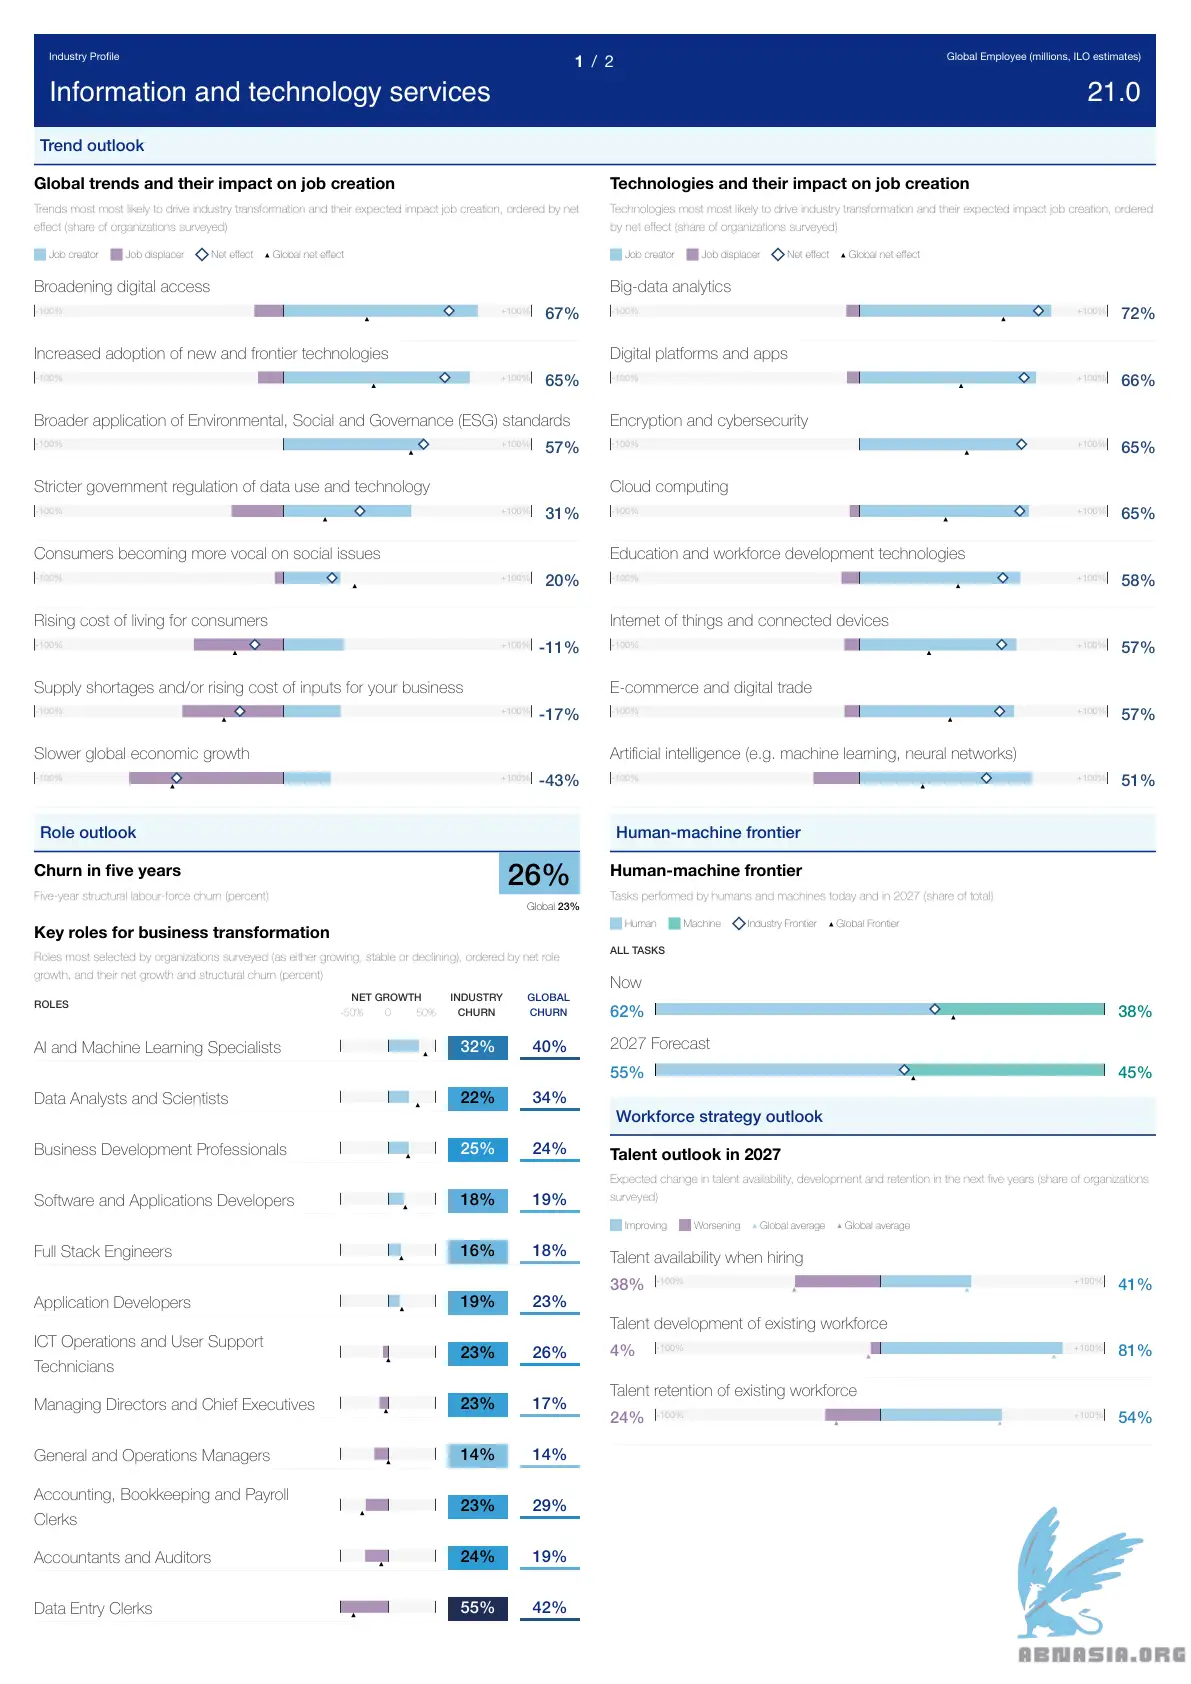 Industry Profile
1 / 2
Global Employee (millions, ILO estimates)
Information and technology services
21.0
Trend outlook
Global trends and their impact on job creation
Trends most most likely to drive industry transformation and their expected impact job creation, ordered by net
effect (share of organizations surveyed)
Job creator Job displacer Net effect Global net effect
Broadening digital access
-100% +100% 67%
Increased adoption of new and frontier technologies
-100% +100% 65%
Broader application of Environmental, Social and Governance (ESG) standards
-100% +100% 57%
Stricter government regulation of data use and technology
-100% +100% 31%
Consumers becoming more vocal on social issues
-100% +100% 20%
Rising cost of living for consumers
-100% +100% -11%
Supply shortages and/or rising cost of inputs for your business
-100% +100% -17%
Slower global economic growth
-100% +100% -43%
Technologies and their impact on job creation
Technologies most most likely to drive industry transformation and their expected impact job creation, ordered
by net effect (share of organizations surveyed)
Job creator Job displacer Net effect Global net effect
Big-data analytics
-100% +100% 72%
Digital platforms and apps
-100% +100% 66%
Encryption and cybersecurity
-100% +100% 65%
Cloud computing
-100% +100% 65%
Education and workforce development technologies
-100% +100% 58%
Internet of things and connected devices
-100% +100% 57%
E-commerce and digital trade
-100% +100% 57%
Artificial intelligence (e.g. machine learning, neural networks)
-100% +100% 51%
Role outlook
Churn in five years
26%
Five-year structural labour-force churn (percent)
Global 23%
Key roles for business transformation
Roles most selected by organizations surveyed (as either growing, stable or declining), ordered by net role
growth, and their net growth and structural churn (percent)
ROLES
NET GROWTH
-50% 0 50%
INDUSTRY
CHURN
GLOBAL
CHURN
AI and Machine Learning Specialists 32% 40%
Data Analysts and Scientists 22% 34%
Business Development Professionals 25% 24%
Software and Applications Developers 18% 19%
Full Stack Engineers 16% 18%
Application Developers 19% 23%
ICT Operations and User Support
Technicians
23% 26%
Managing Directors and Chief Executives 23% 17%
General and Operations Managers 14% 14%
Accounting, Bookkeeping and Payroll
Clerks
23% 29%
Accountants and Auditors 24% 19%
Data Entry Clerks 55% 42%
Human-machine frontier
Human-machine frontier
Tasks performed by humans and machines today and in 2027 (share of total)
Human Machine Industry Frontier Global Frontier
ALL TASKS
Now
62% 38%
2027 Forecast
55% 45%
Workforce strategy outlook
Talent outlook in 2027
Expected change in talent availability, development and retention in the next five years (share of organizations
surveyed)
Improving Worsening Global average Global average
Talent availability when hiring
38% -100% +100% 41%
Talent development of existing workforce
4% -100% +100% 81%
Talent retention of existing workforce
24% -100% +100% 54%
ABNASIA.ORG